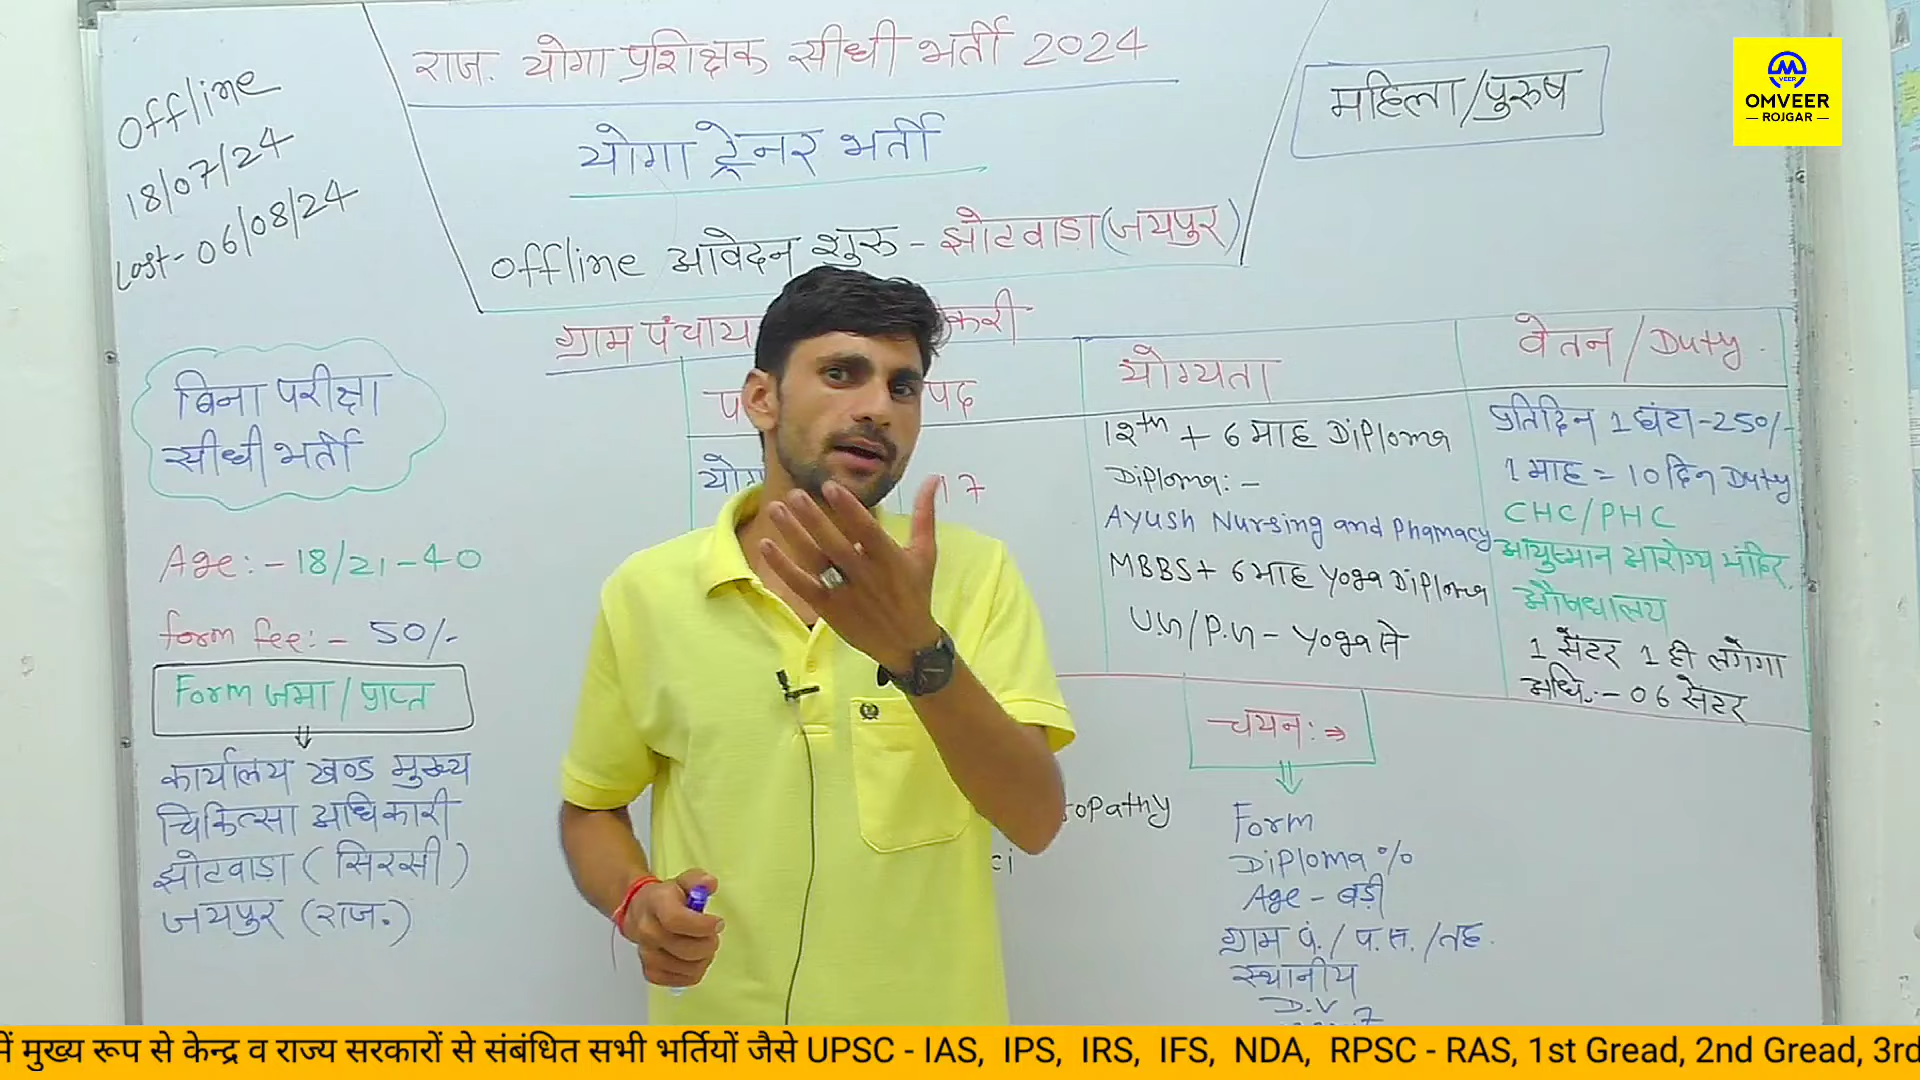 राज. योगा प्रशिक्षक सीधी भर्ती 2024
योगा ट्रेनर भर्ती
offline आवेदन शुरु - झोटवाडा (जयपुर)
offline
18/07/24
Last - 06/08/24
महिला/पुरुष
OMVEER
ROJGAR
बिना परीक्षा
सीधी भर्ती
Age: - 18/21 - 40
form fee: - 50/-
Form जमा / प्राप्त
कार्यालय खण्ड मुख्य
चिकित्सा अधिकारी
झोटवाडा (सिरसी)
जयपुर (राज.)
ग्राम
पद
17
योग्यता
12th + 6 माह Diploma
Diploma: -
Ayush Nursing and Phamacy
MBBS + 6 माह Yoga Diploma
U.G/P.G - Yoga से
वेतन / Duty
प्रतिदिन 1 घंटा - 250/-
1 माह = 10 दिन Duty
CHC/PHC
आयुष्मान आरोग्य मंदिर
औषधालय
1 सेंटर 1 ही लगेगा
अधि.: - 06 सेंटर
चयन: ⇒
Form
Diploma %
Age - बड़ी
ग्राम पं. / प.स. / तह.
स्थानीय
D.V
में मुख्य रूप से केन्द्र व राज्य सरकारों से संबंधित सभी भर्तियों जैसे UPSC - IAS, IPS, IRS, IFS, NDA, RPSC - RAS, 1st Gread, 2nd Gread, 3rd